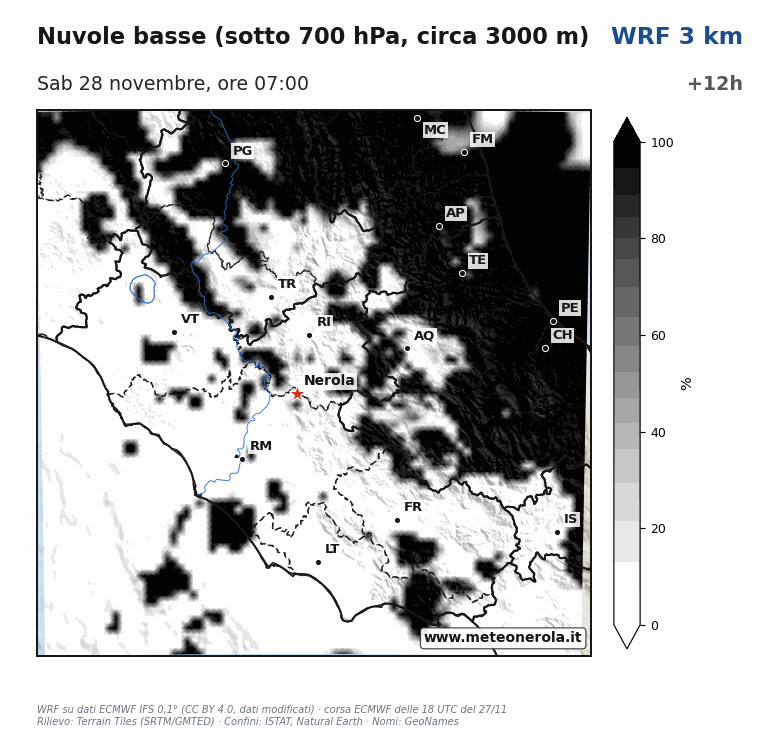 Nuvole basse (sotto 700 hPa, circa 3000 m) WRF 3 km
Sab 28 novembre, ore 07:00 +12h
MC
FM
PG
AP
TE
TR
PE
VT
RI
AQ
CH
Nerola
RM
FR
IS
LT
www.meteonerola.it
100
80
60
40
20
0
%
WRF su dati ECMWF IFS 0,1° (CC BY 4.0, dati modificati) · corsa ECMWF delle 18 UTC del 27/11
Rilievo: Terrain Tiles (SRTM/GMTED) · Confini: ISTAT, Natural Earth · Nomi: GeoNames